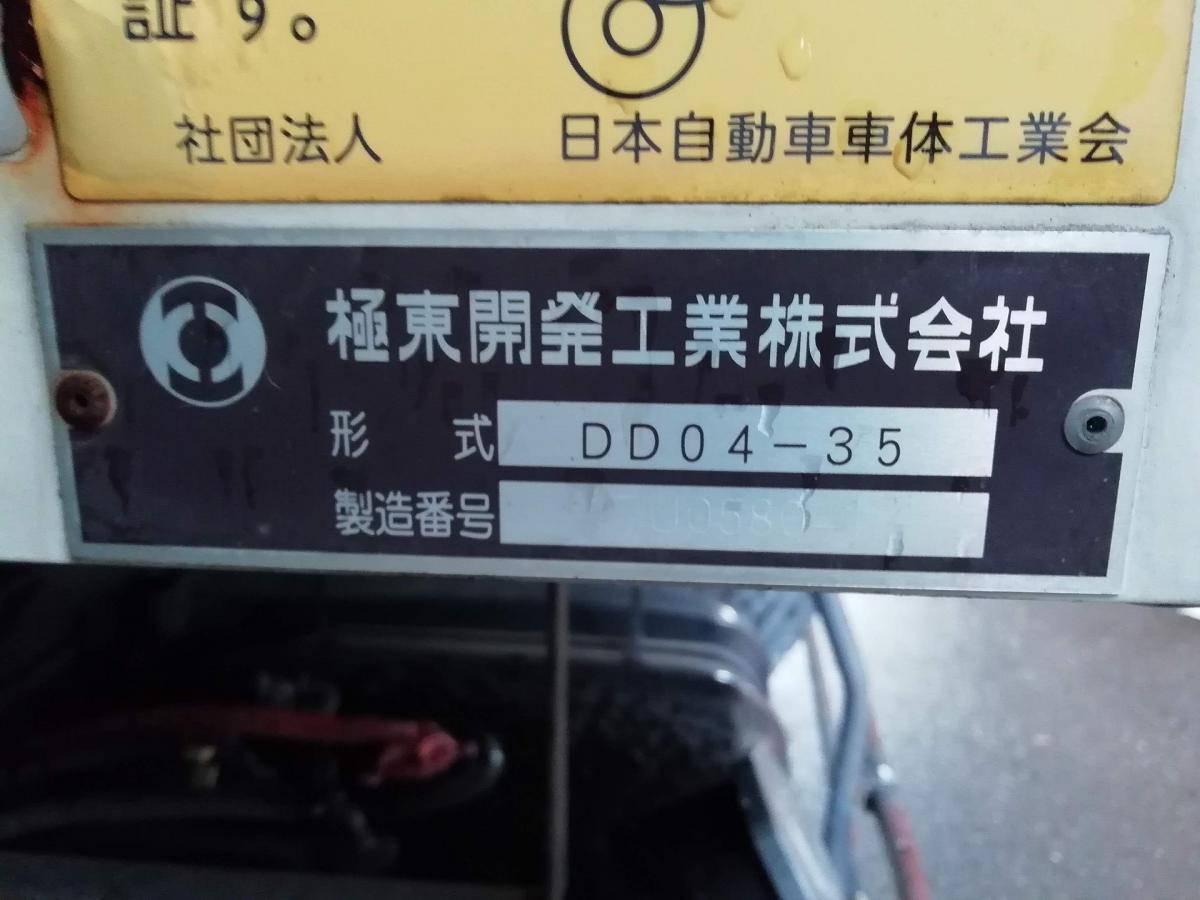 証す。
社団法人 日本自動車車体工業会
極東開発工業株式会社
形式 DD04-35
製造番号